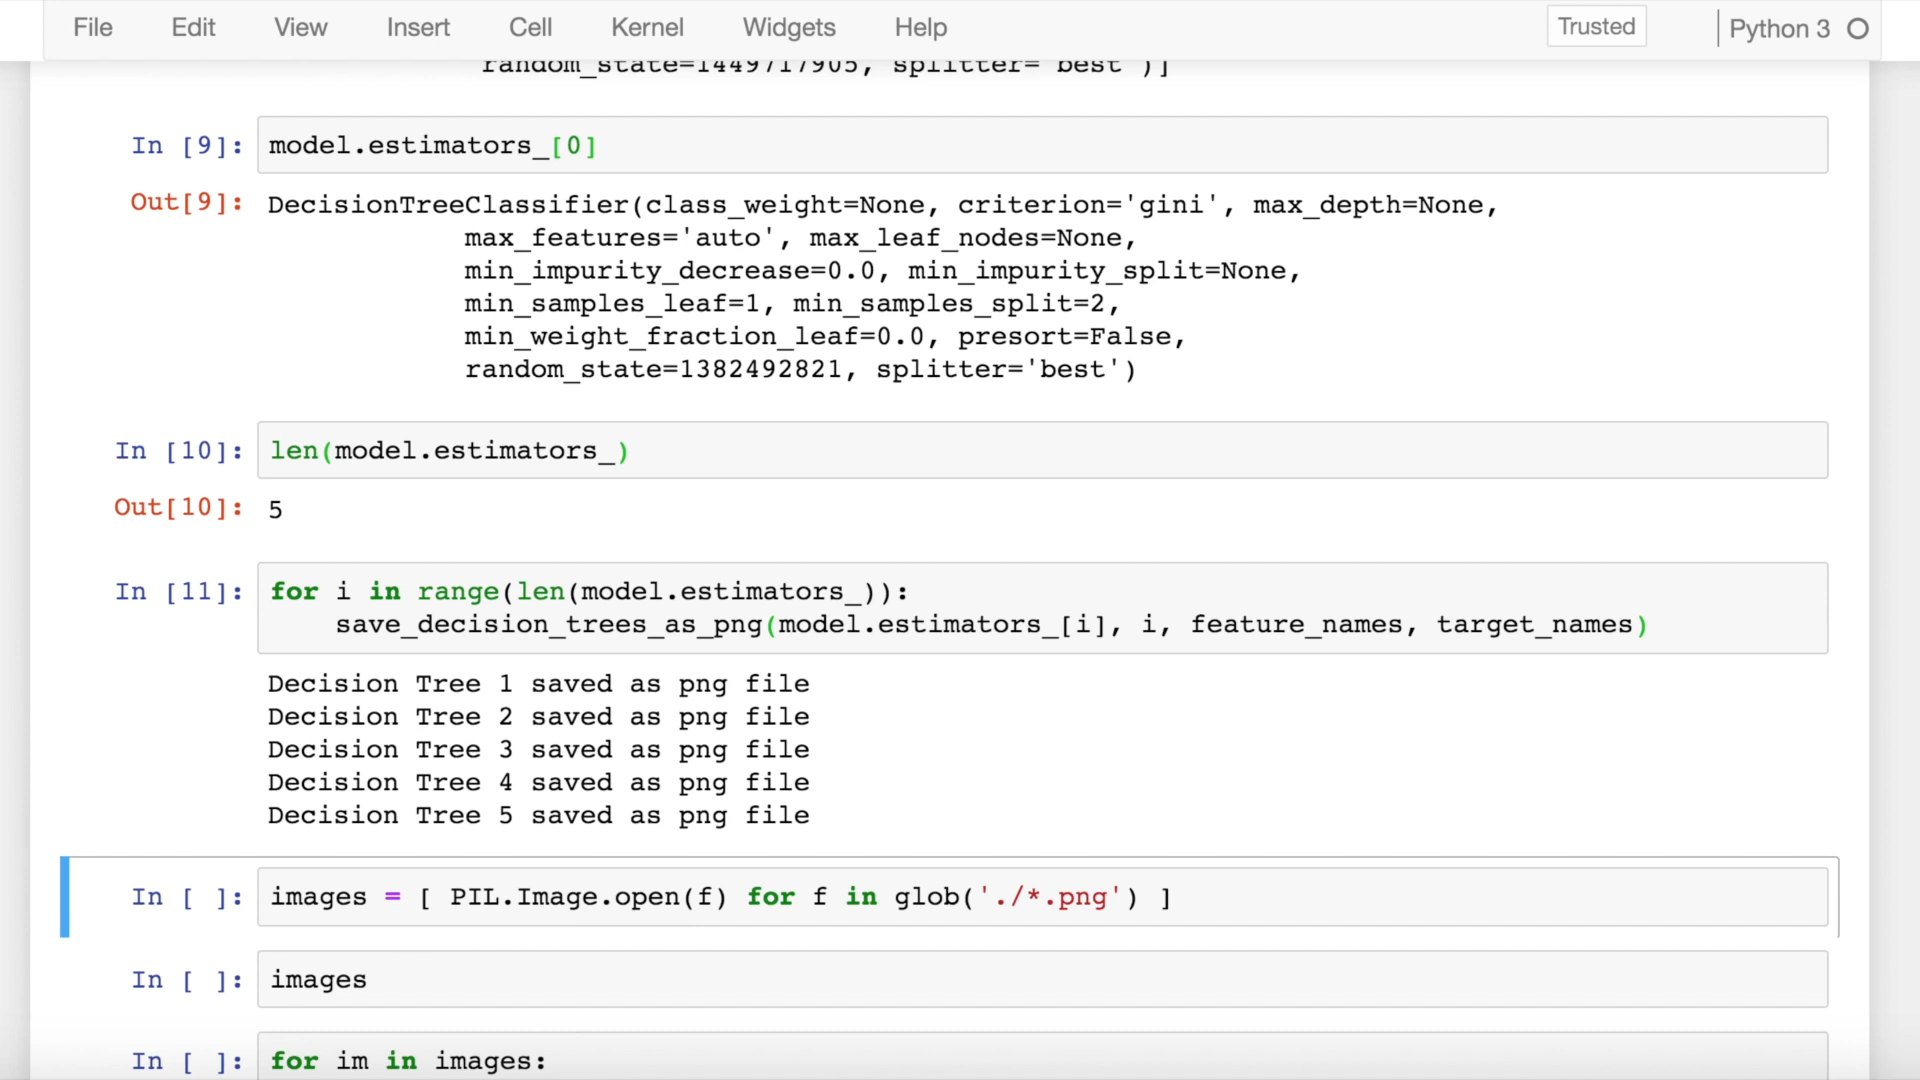 File Edit View Insert Cell Kernel Widgets Help Trusted Python 3
random_state=1449717905, splitter='best')]
In [9]: model.estimators_[0]
Out[9]: DecisionTreeClassifier(class_weight=None, criterion='gini', max_depth=None,
max_features='auto', max_leaf_nodes=None,
min_impurity_decrease=0.0, min_impurity_split=None,
min_samples_leaf=1, min_samples_split=2,
min_weight_fraction_leaf=0.0, presort=False,
random_state=1382492821, splitter='best')
In [10]: len(model.estimators_)
Out[10]: 5
In [11]: for i in range(len(model.estimators_)):
save_decision_trees_as_png(model.estimators_[i], i, feature_names, target_names)
Decision Tree 1 saved as png file
Decision Tree 2 saved as png file
Decision Tree 3 saved as png file
Decision Tree 4 saved as png file
Decision Tree 5 saved as png file
In [ ]: images = [ PIL.Image.open(f) for f in glob('./*.png') ]
In [ ]: images
In [ ]: for im in images: